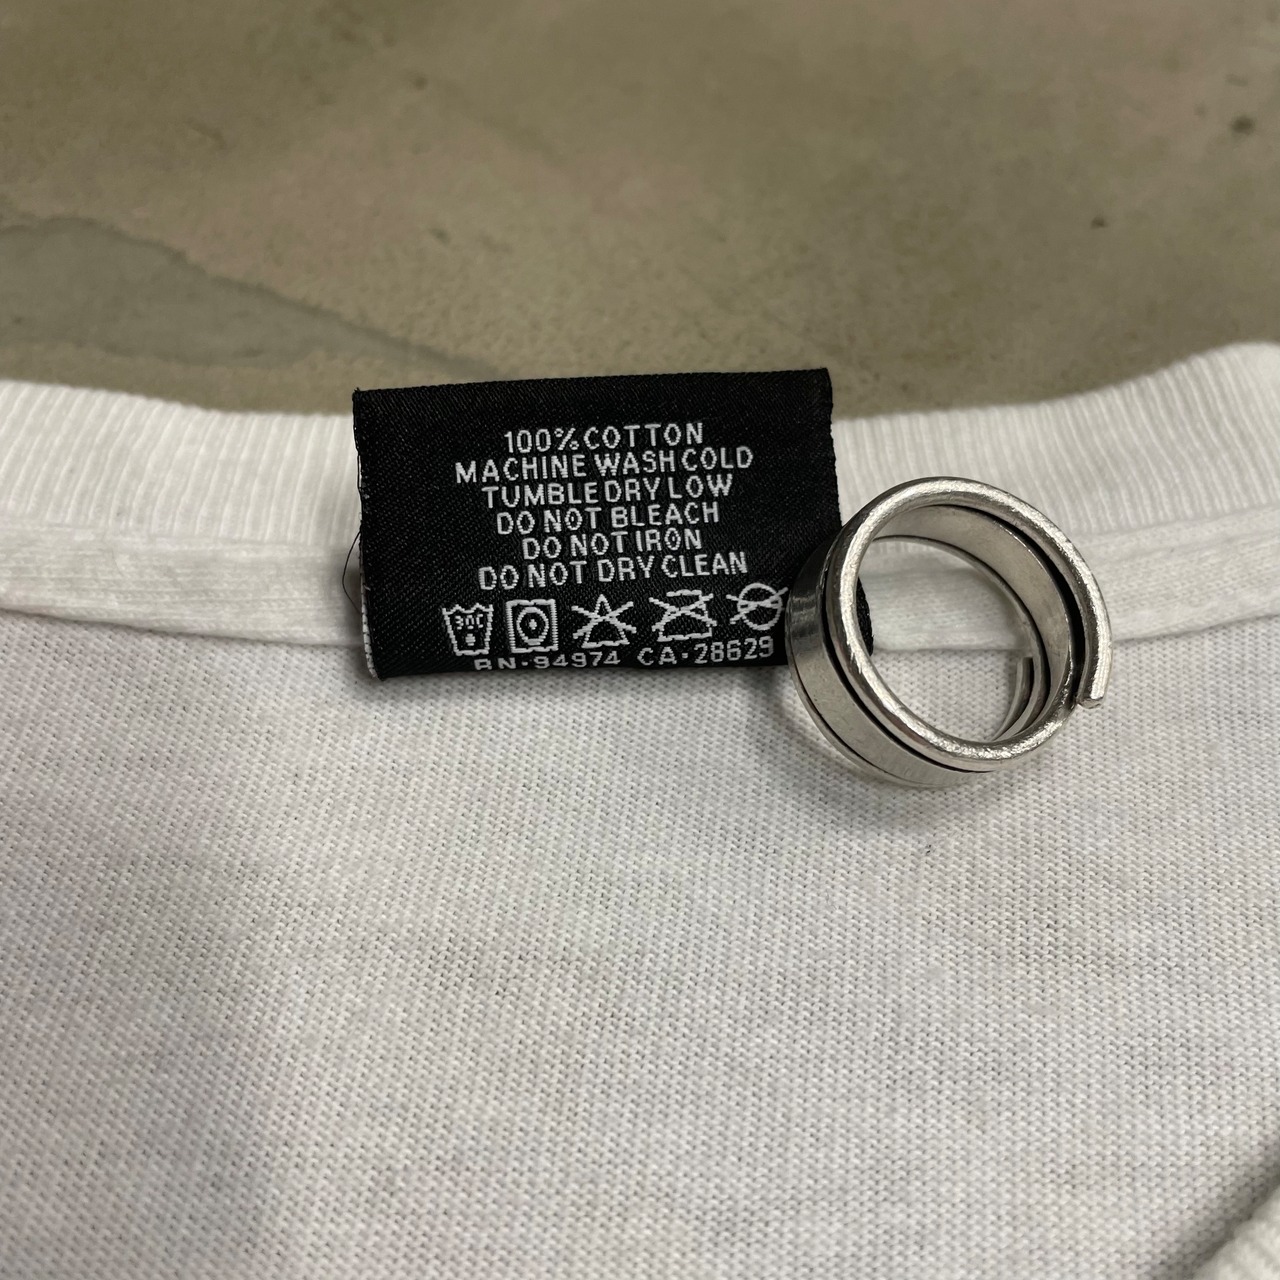 100% COTTON
MACHINE WASH COLD
TUMBLE DRY LOW
DO NOT BLEACH
DO NOT IRON
DO NOT DRY CLEAN
30C
RN·94974 CA·28629